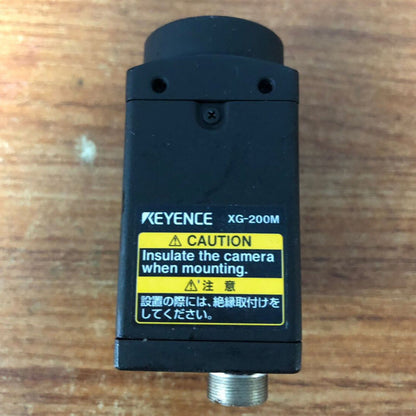 KEYENCE XG-200M
⚠ CAUTION
Insulate the camera
when mounting.
⚠ 注 意
設置の際には、絶縁取付けを
してください。